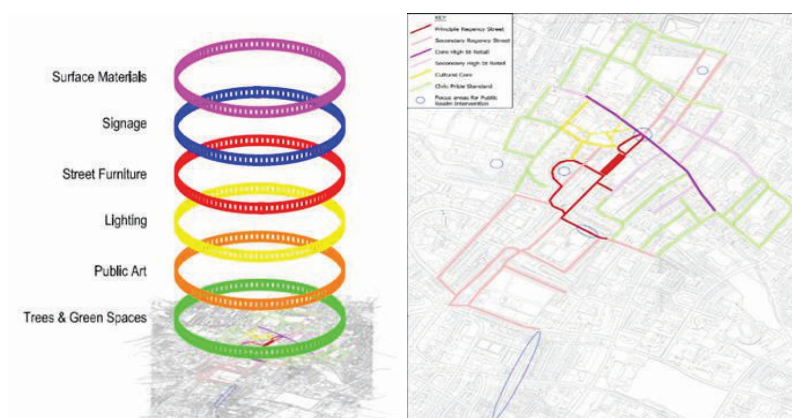 Surface Materials
Signage
Street Furniture
Lighting
Public Art
Trees & Green Spaces
KEY
Principle Regency Street
Secondary Regency Street
Core High St Retail
Secondary High St Retail
Cultural Core
Civic Pride Standard
Focus areas for Public
Realm Intervention